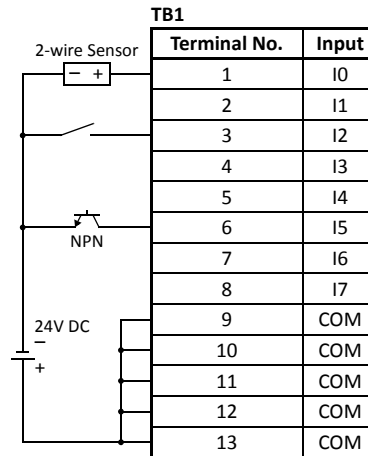 TB1
2-wire Sensor
− +
NPN
24V DC
−
+
Terminal No. Input
1 I0
2 I1
3 I2
4 I3
5 I4
6 I5
7 I6
8 I7
9 COM
10 COM
11 COM
12 COM
13 COM